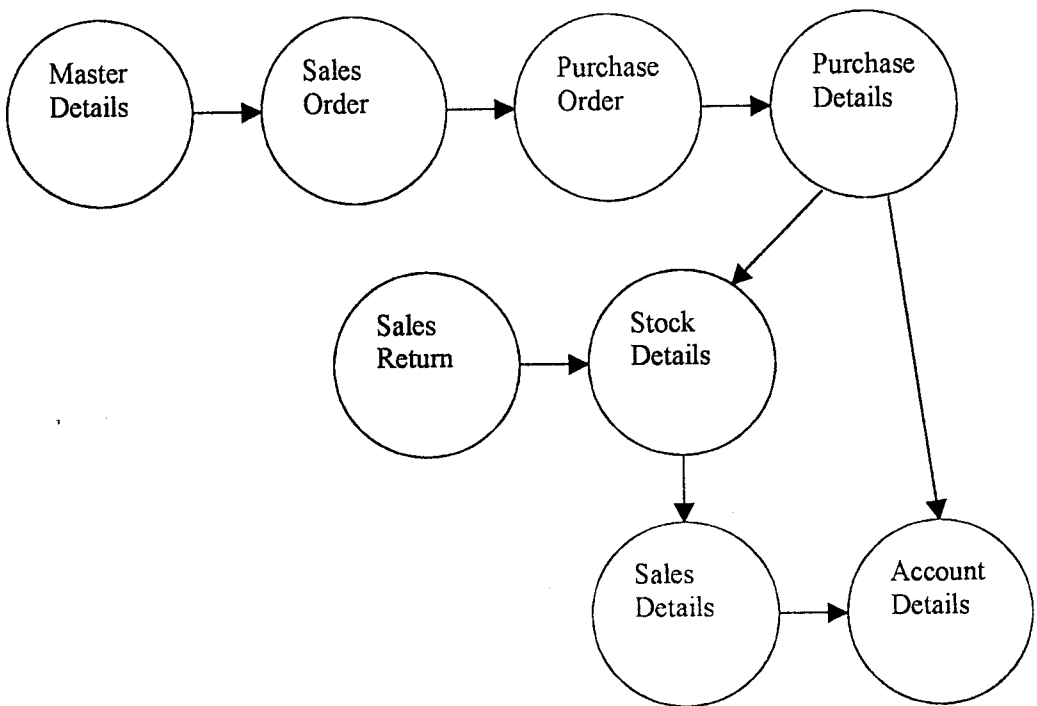 Master
Details
Sales
Order
Purchase
Order
Purchase
Details
Sales
Return
Stock
Details
Sales
Details
Account
Details